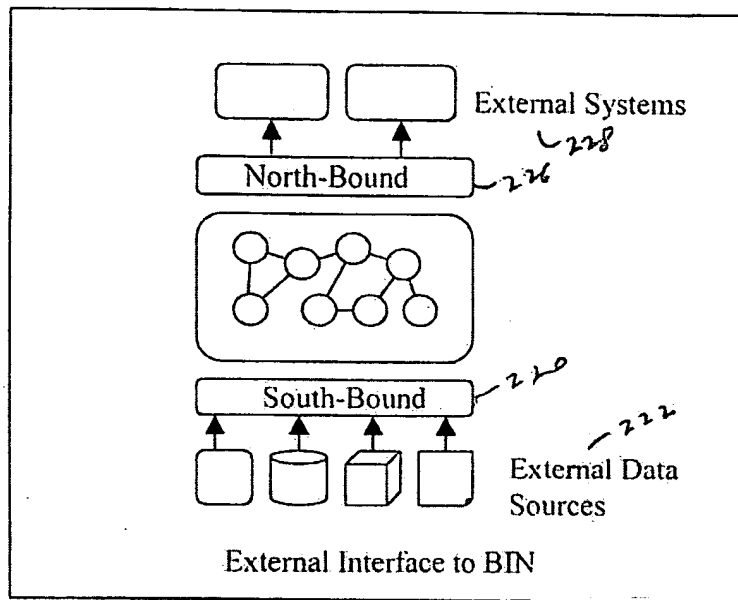 External Systems
228
North-Bound
226
South-Bound
220
222
External Data
Sources
External Interface to BIN